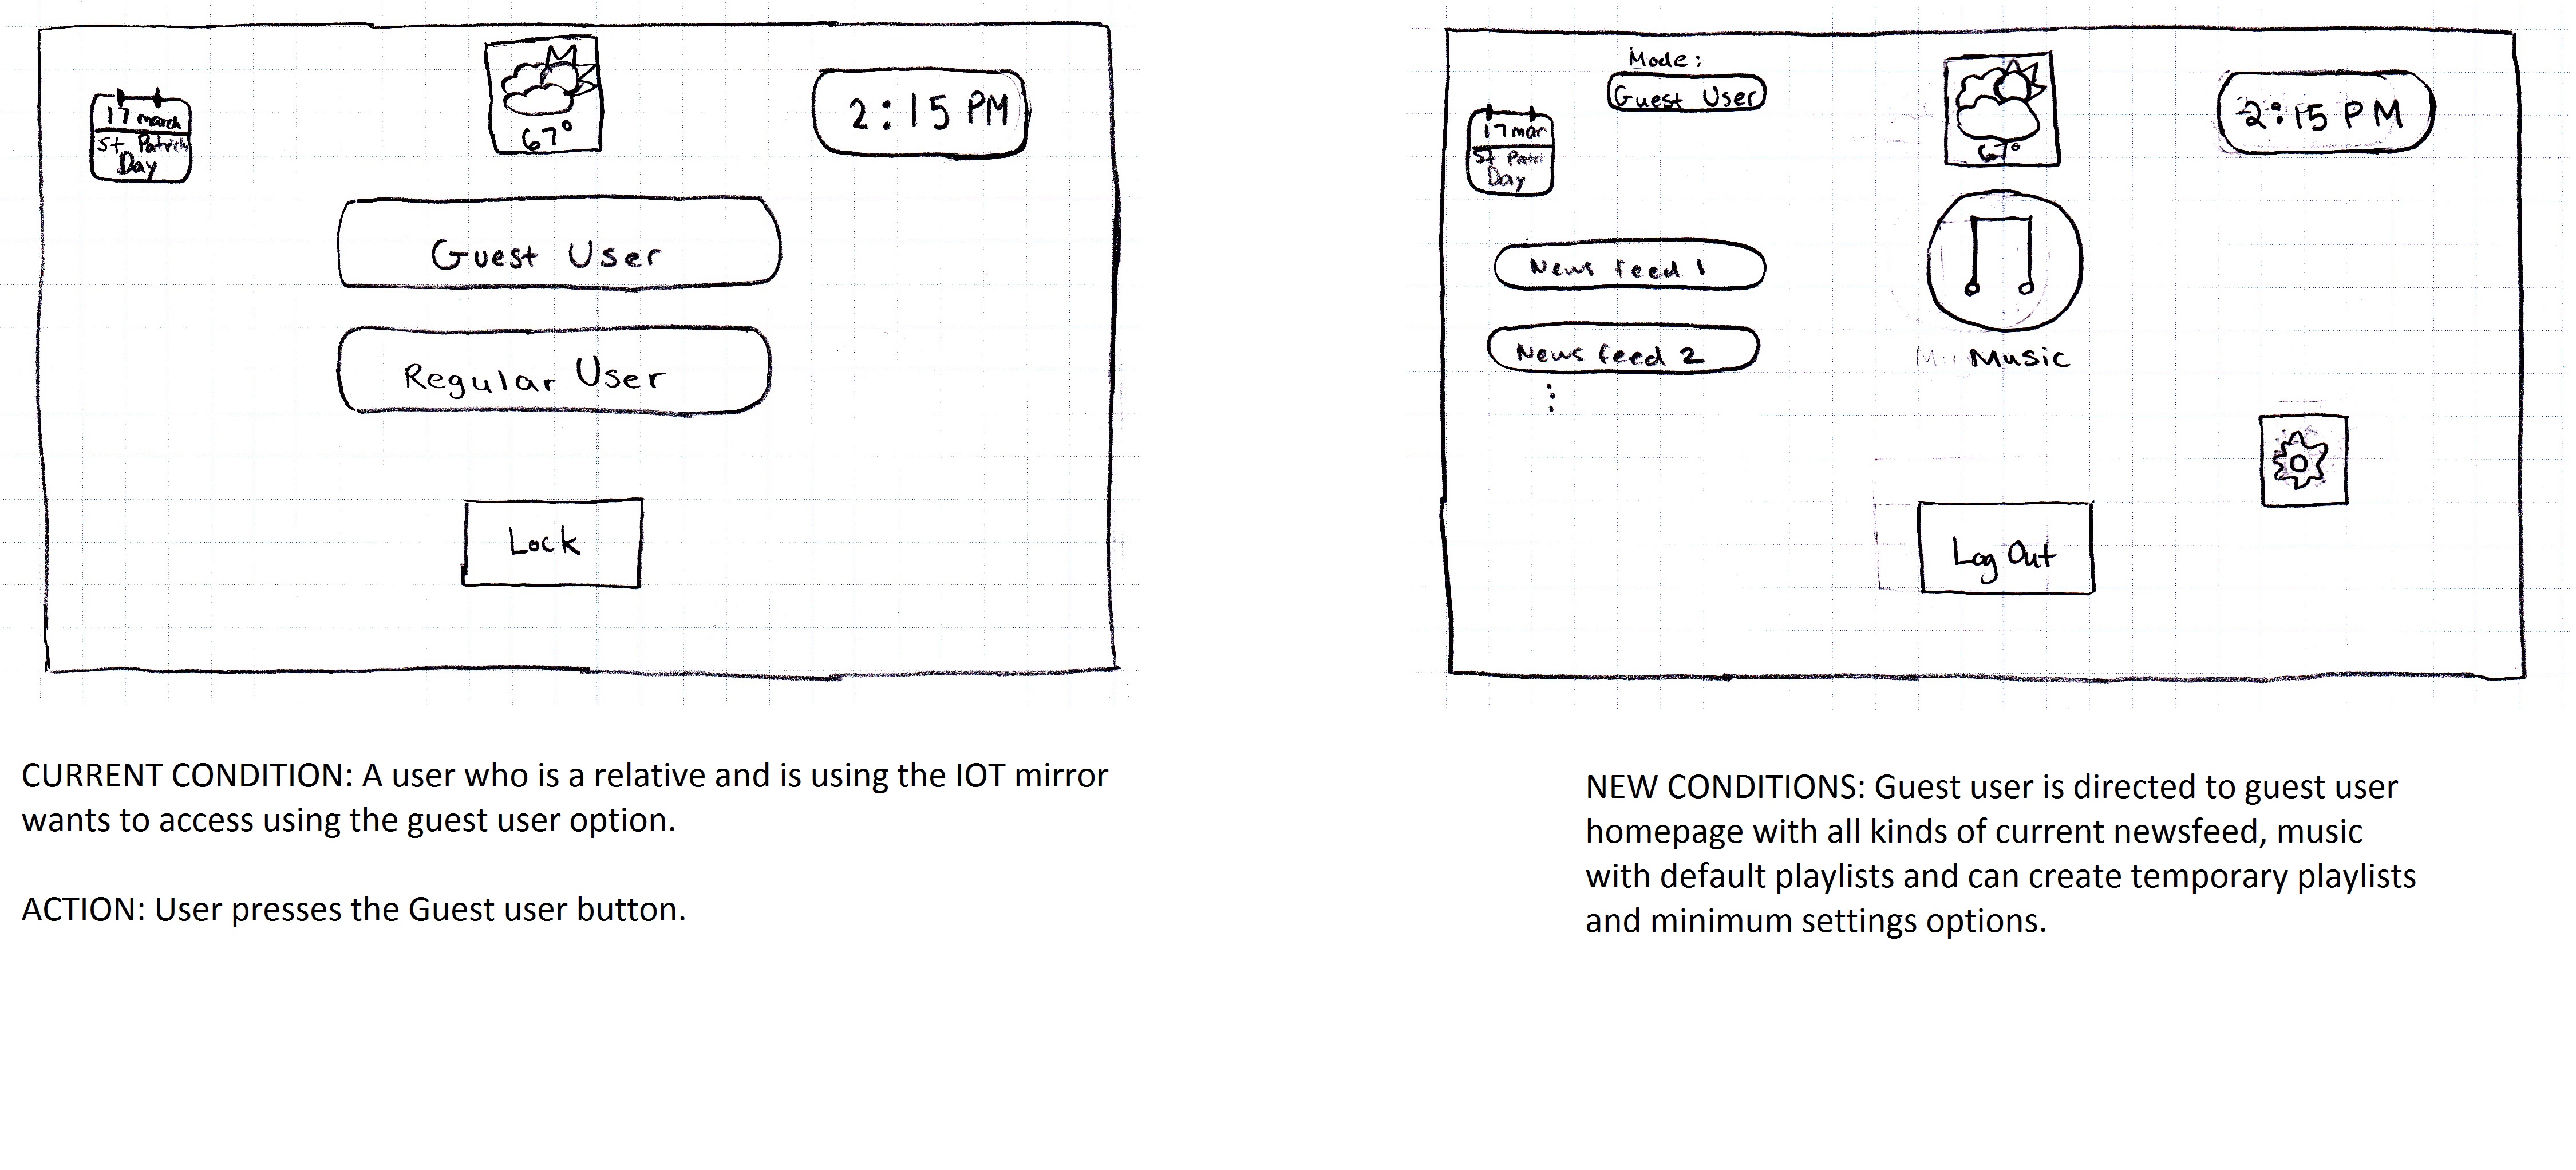 17 march
St Patrick
Day
67°
2:15 PM
Guest User
Regular User
Lock
Mode:
Guest User
17 mar
St Patri
Day
67°
2:15 PM
News feed 1
News feed 2
Music
Log Out
CURRENT CONDITION: A user who is a relative and is using the IOT mirror
wants to access using the guest user option.
ACTION: User presses the Guest user button.
NEW CONDITIONS: Guest user is directed to guest user
homepage with all kinds of current newsfeed, music
with default playlists and can create temporary playlists
and minimum settings options.